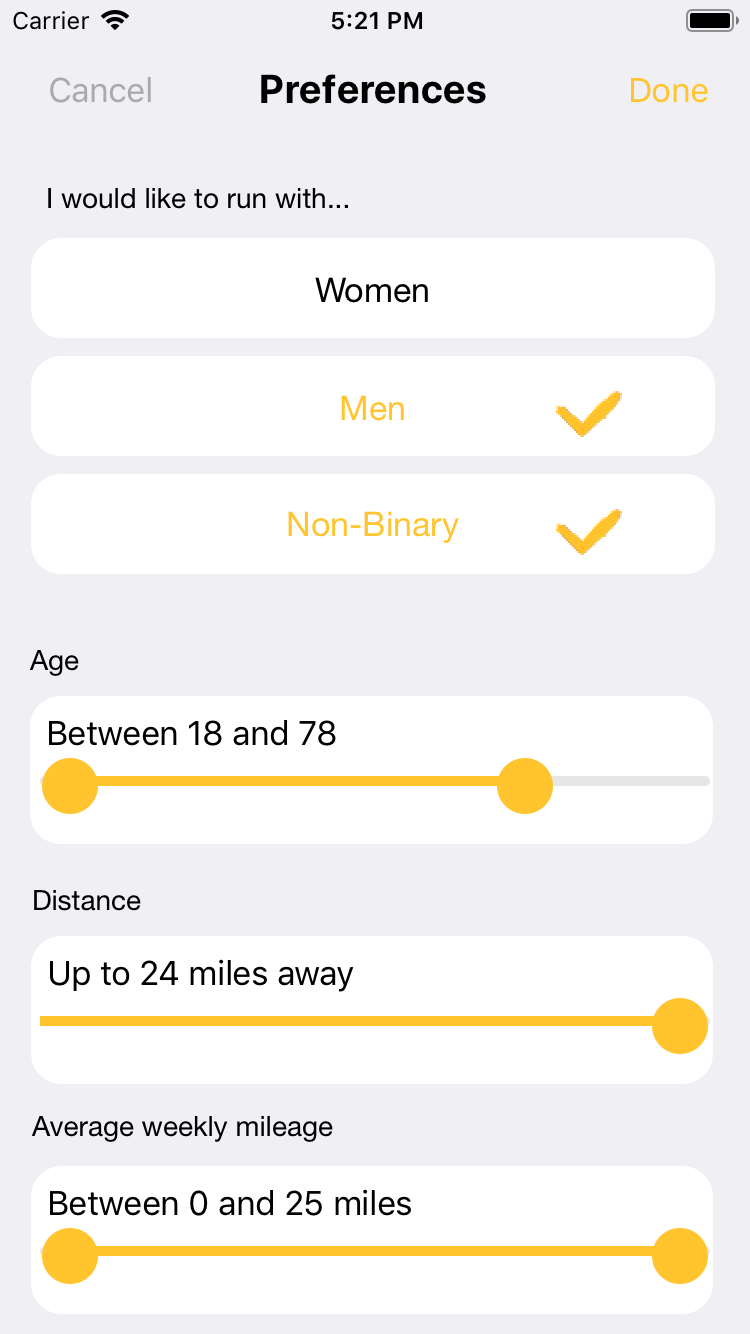 Carrier 5:21 PM
Cancel Preferences Done
I would like to run with...
Women
Men
Non-Binary
Age
Between 18 and 78
Distance
Up to 24 miles away
Average weekly mileage
Between 0 and 25 miles